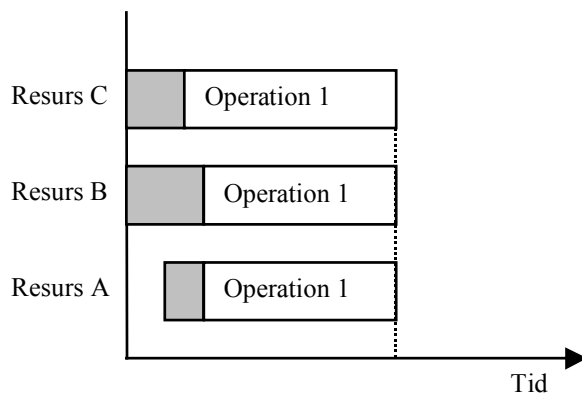 Resurs C
Operation 1
Resurs B
Operation 1
Resurs A
Operation 1
Tid